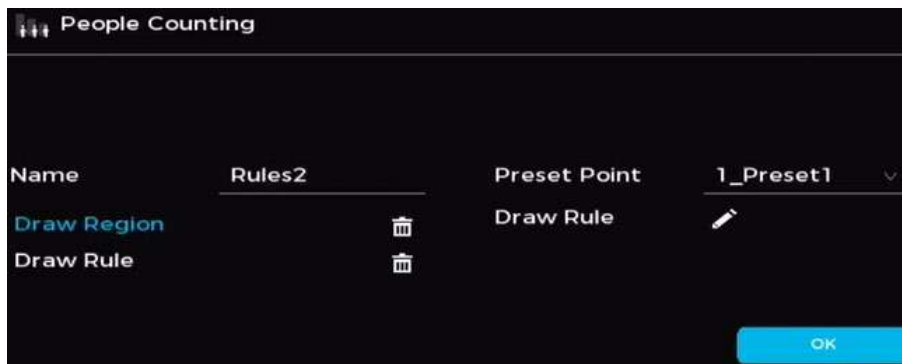 People Counting
Name Rules2 Preset Point 1_Preset1
Draw Region Draw Rule
Draw Rule
OK